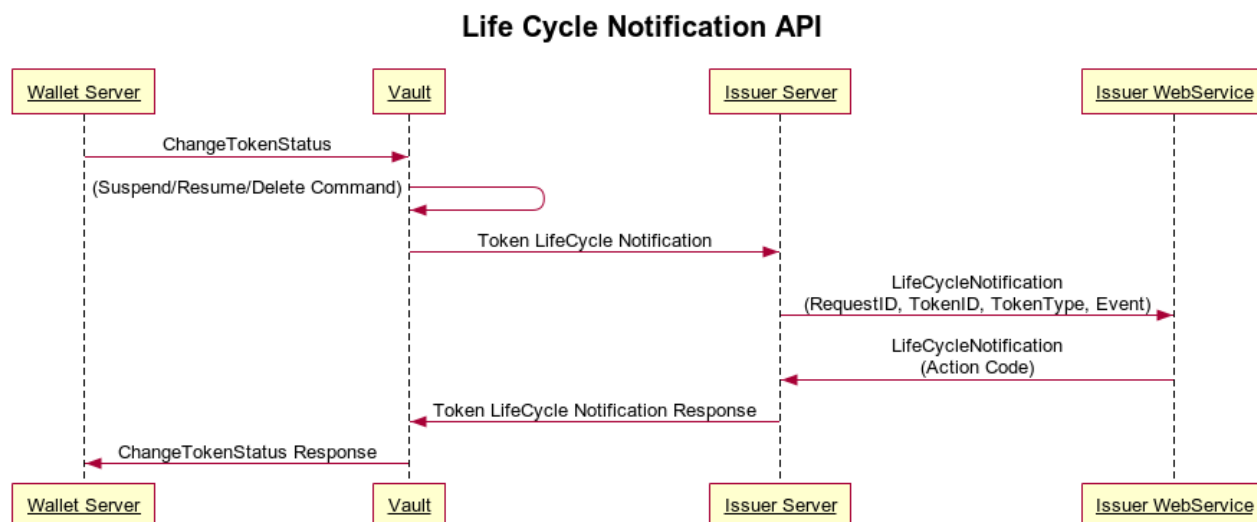 Life Cycle Notification API
Wallet Server
Vault
Issuer Server
Issuer WebService
ChangeTokenStatus
(Suspend/Resume/Delete Command)
Token LifeCycle Notification
LifeCycleNotification
(RequestID, TokenID, TokenType, Event)
LifeCycleNotification
(Action Code)
Token LifeCycle Notification Response
ChangeTokenStatus Response
Wallet Server
Vault
Issuer Server
Issuer WebService